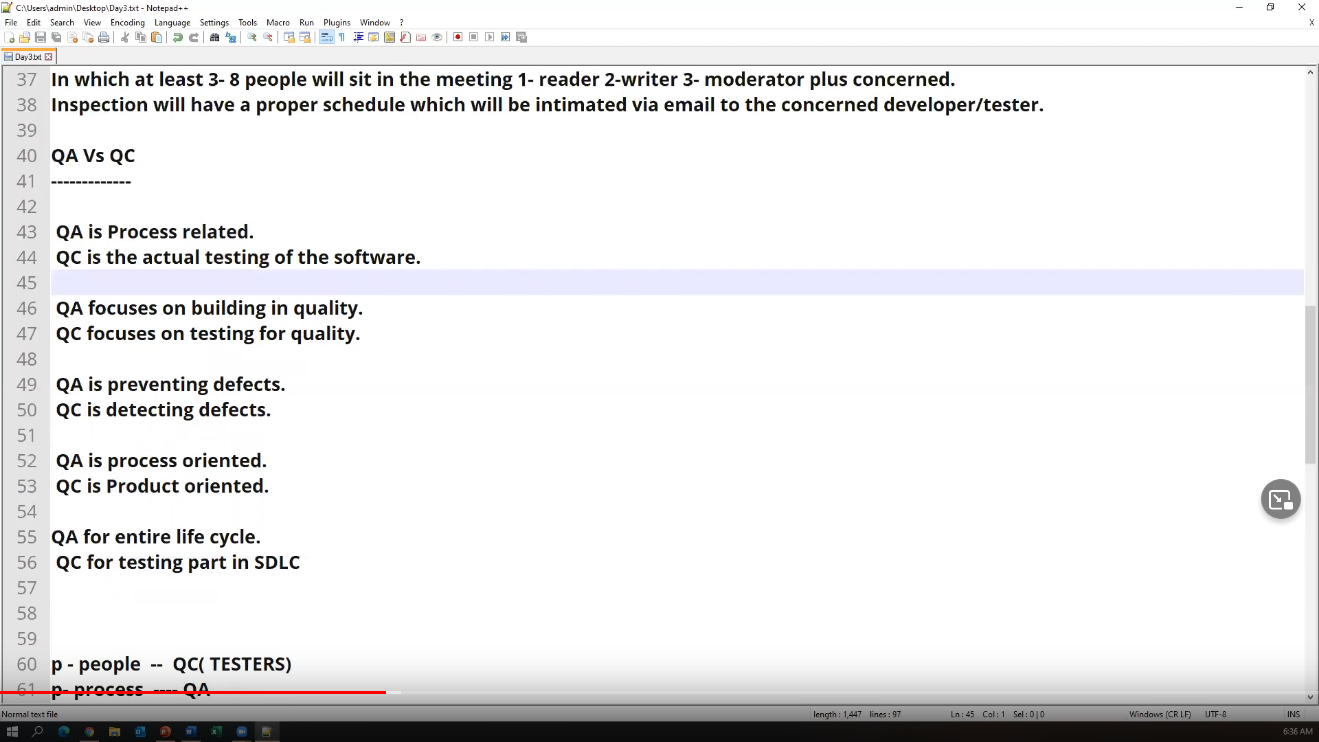 C:\Users\admin\Desktop\Day3.txt - Notepad++
File Edit Search View Encoding Language Settings Tools Macro Run Plugins Window ? X
Day3.txt
37 In which at least 3- 8 people will sit in the meeting 1- reader 2-writer 3- moderator plus concerned.
38 Inspection will have a proper schedule which will be intimated via email to the concerned developer/tester.
39
40 QA Vs QC
41 -------------
42
43 QA is Process related.
44 QC is the actual testing of the software.
45
46 QA focuses on building in quality.
47 QC focuses on testing for quality.
48
49 QA is preventing defects.
50 QC is detecting defects.
51
52 QA is process oriented.
53 QC is Product oriented.
54
55 QA for entire life cycle.
56 QC for testing part in SDLC
57
58
59
60 p - people -- QC( TESTERS)
61 p- process ---- QA
Normal text file length : 1,447 lines : 97 Ln : 45 Col : 1 Sel : 0 | 0 Windows (CR LF) UTF-8 INS
6:36 AM